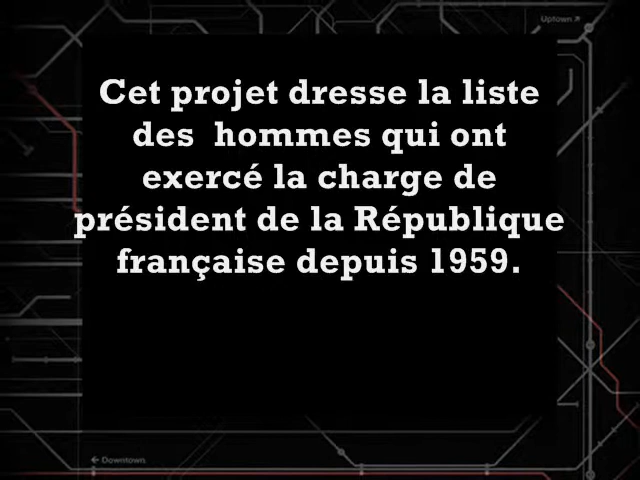 Uptown ↗
Cet projet dresse la liste
des hommes qui ont
exercé la charge de
président de la République
française depuis 1959.
← Downtown